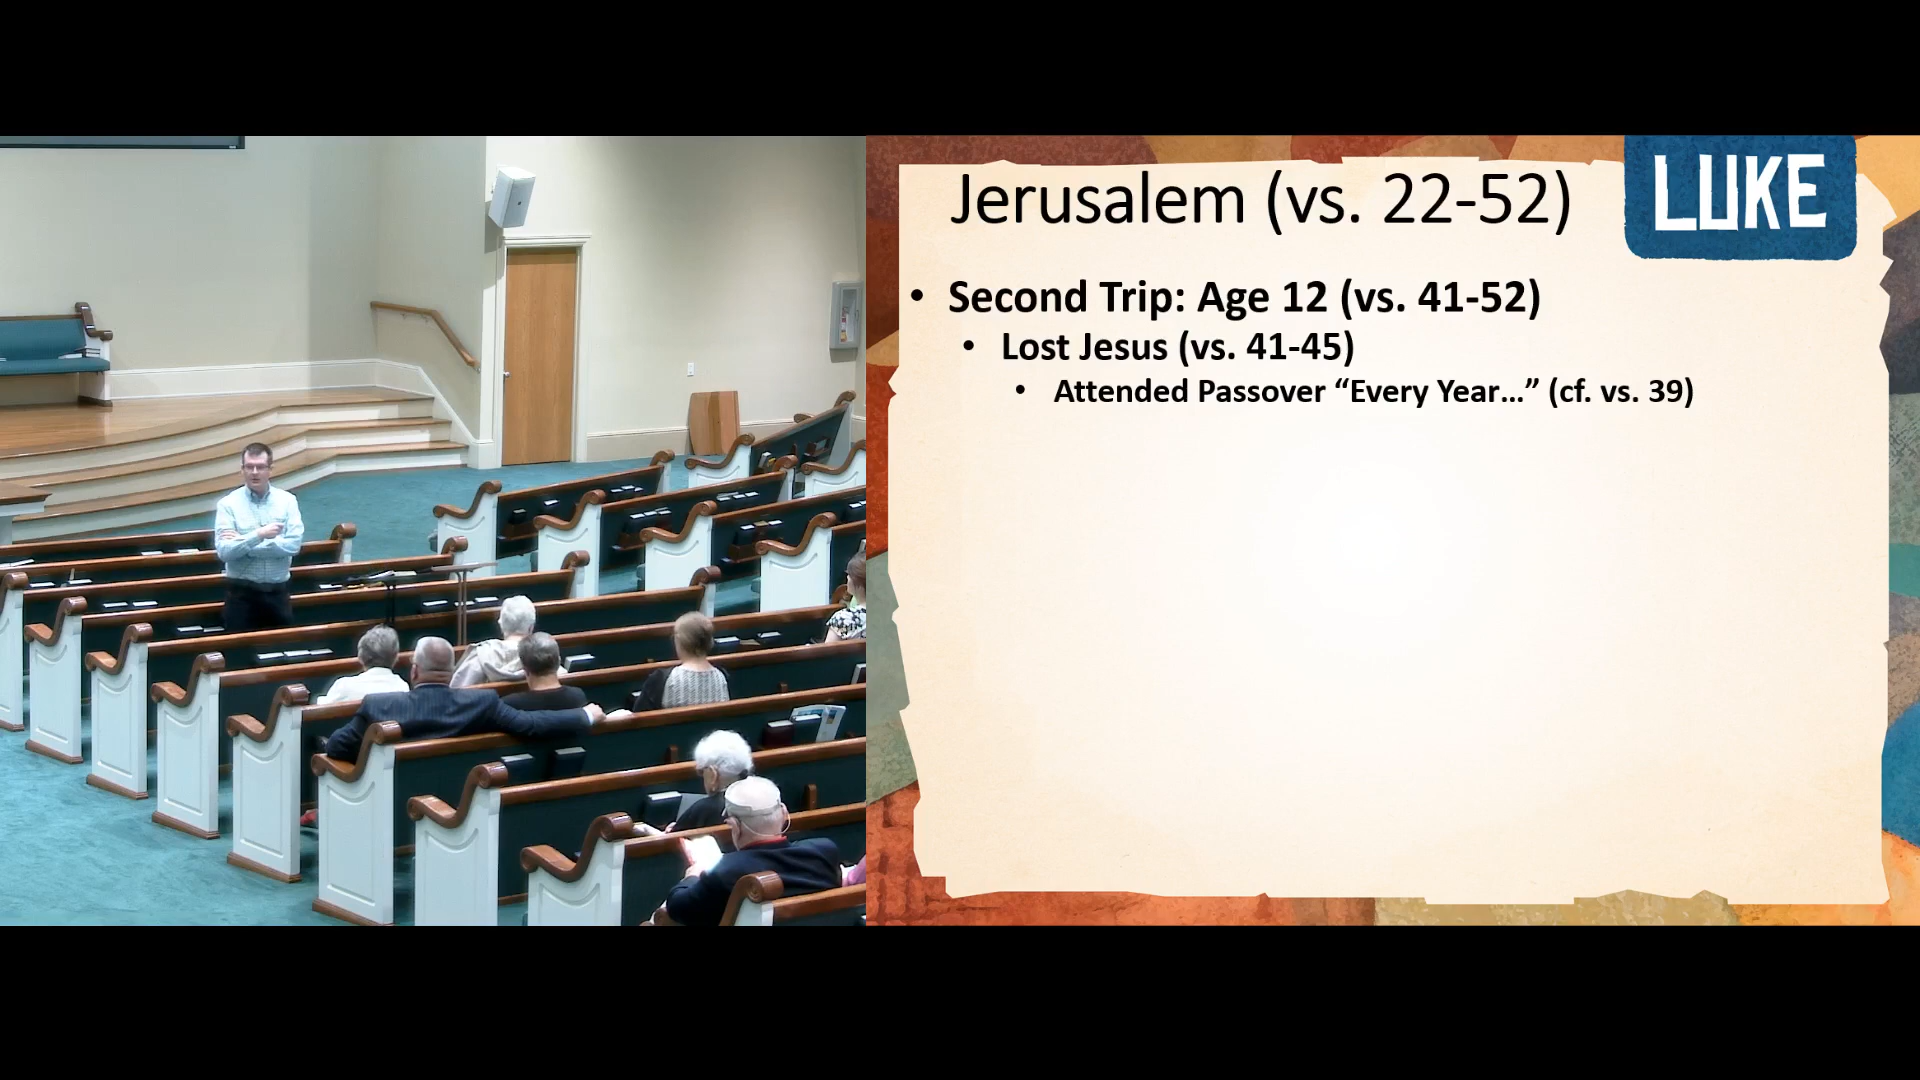 Jerusalem (vs. 22-52)
LUKE
• Second Trip: Age 12 (vs. 41-52)
• Lost Jesus (vs. 41-45)
• Attended Passover “Every Year…” (cf. vs. 39)